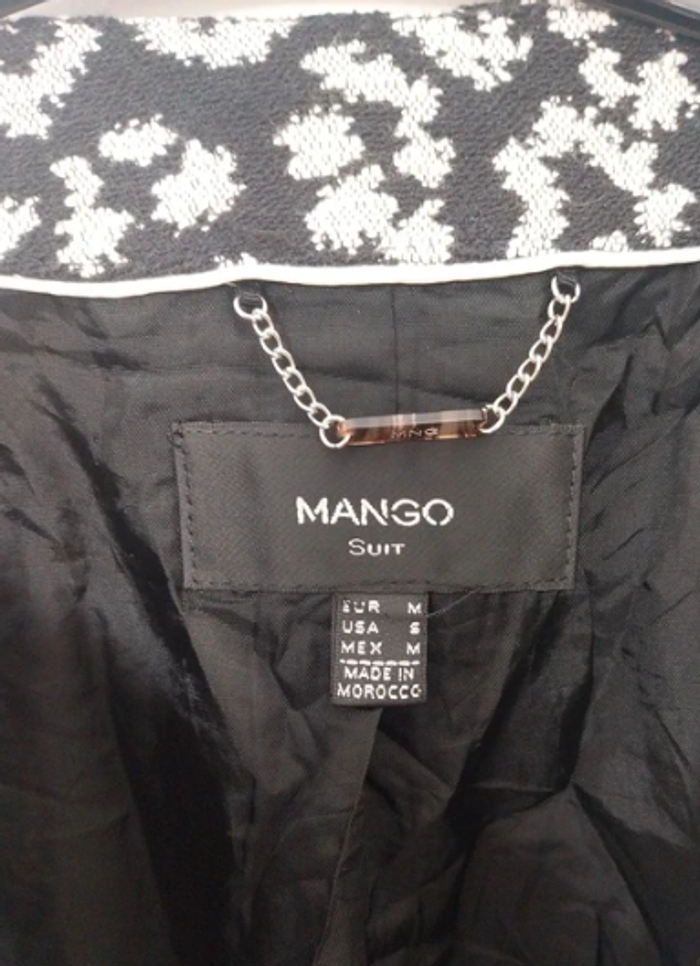 MNG
MANGO
SUIT
EUR M
USA S
MEX M
MADE IN
MOROCCO